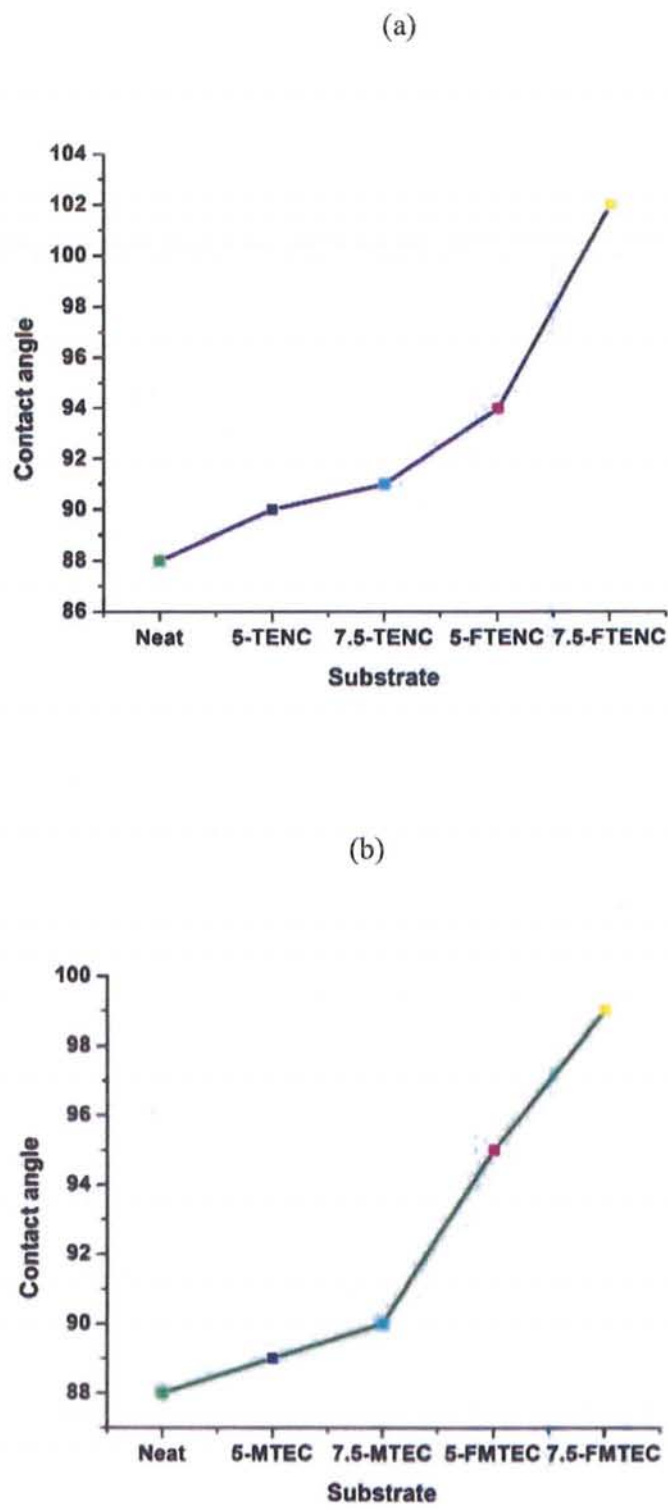 (a)
104
102
100
98
96
94
92
90
88
86
Contact angle
Neat 5-TENC 7.5-TENC 5-FTENC 7.5-FTENC
Substrate
(b)
100
98
96
94
92
90
88
Contact angle
Neat 5-MTEC 7.5-MTEC 5-FMTEC 7.5-FMTEC
Substrate